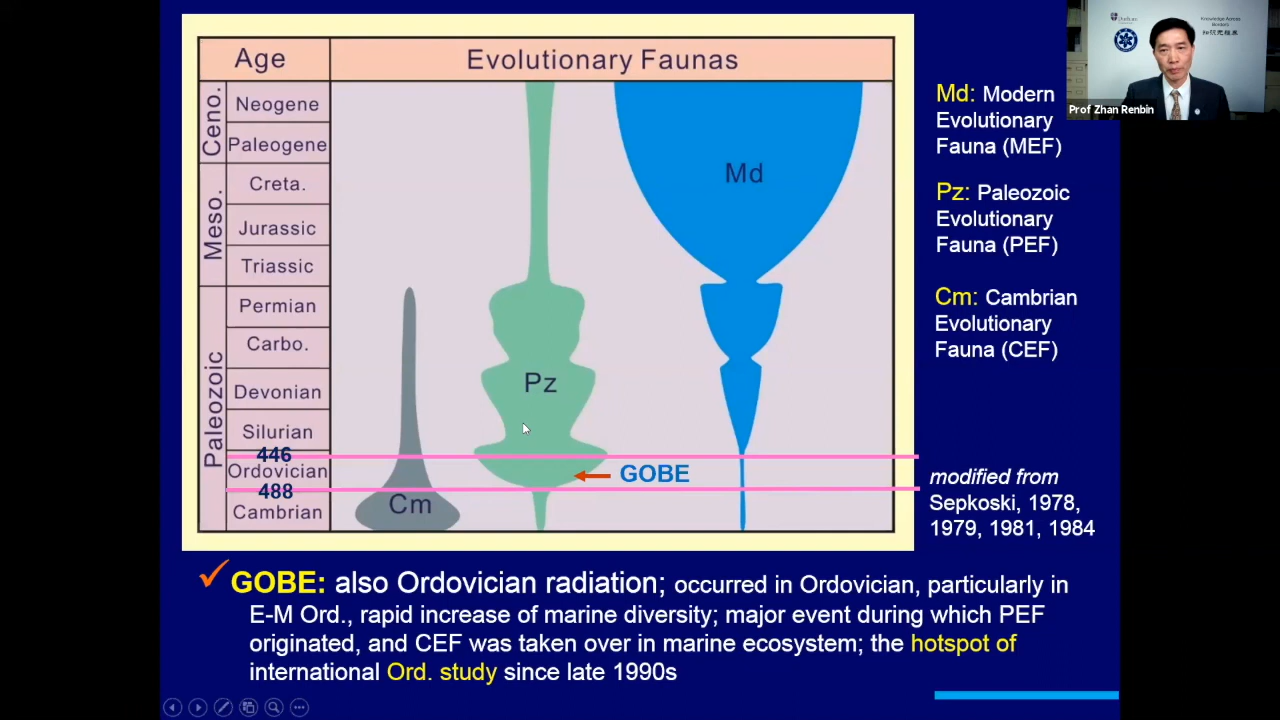 Age
Evolutionary Faunas
Ceno.
Neogene
Paleogene
Meso.
Creta.
Jurassic
Triassic
Paleozoic
Permian
Carbo.
Devonian
Silurian
446
Ordovician
488
Cambrian
Cm
Pz
Md
GOBE
Md: Modern
Evolutionary
Fauna (MEF)
Pz: Paleozoic
Evolutionary
Fauna (PEF)
Cm: Cambrian
Evolutionary
Fauna (CEF)
modified from
Sepkoski, 1978,
1979, 1981, 1984
GOBE: also Ordovician radiation; occurred in Ordovician, particularly in
E-M Ord., rapid increase of marine diversity; major event during which PEF
originated, and CEF was taken over in marine ecosystem; the hotspot of
international Ord. study since late 1990s
Knowledge Across
Borders
Prof Zhan Renbin